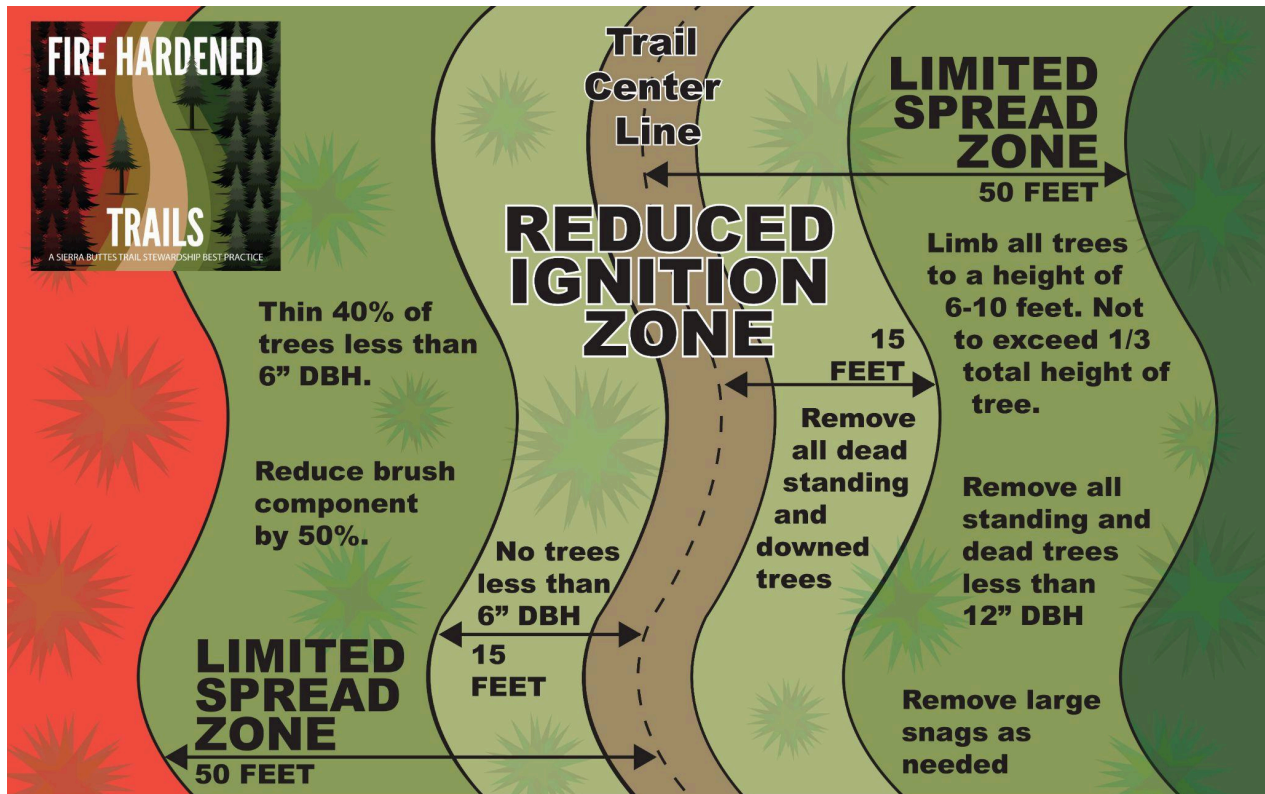 FIRE HARDENED
TRAILS
A SIERRA BUTTES TRAIL STEWARDSHIP BEST PRACTICE
Trail
Center
Line
LIMITED
SPREAD
ZONE
50 FEET
REDUCED
IGNITION
ZONE
Thin 40% of
trees less than
6” DBH.
Reduce brush
component
by 50%.
No trees
less than
6” DBH
15
FEET
LIMITED
SPREAD
ZONE
50 FEET
15
FEET
Remove
all dead
standing
and
downed
trees
Limb all trees
to a height of
6-10 feet. Not
to exceed 1/3
total height of
tree.
Remove all
standing and
dead trees
less than
12” DBH
Remove large
snags as
needed